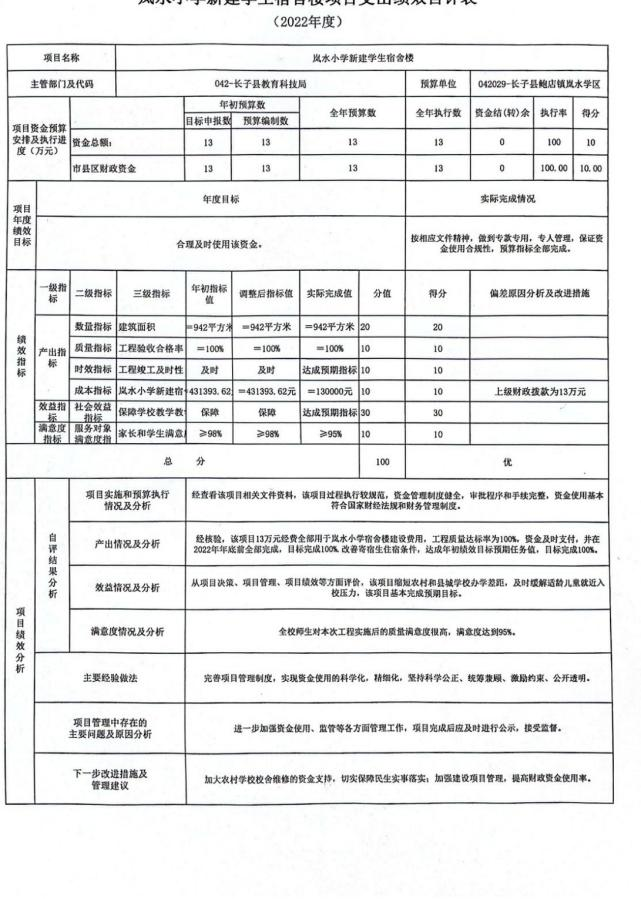 岚水小学新建学生宿舍楼项目支出绩效自评表
（2022年度）
项目名称 岚水小学新建学生宿舍楼
主管部门及代码 042-长子县教育科技局 预算单位 042029-长子县鲍店镇岚水学区
项目资金预算安排及执行进度（万元） 年初预算数 全年预算数 全年执行数 资金结(转)余 执行率 得分
目标申报数 预算编制数
资金总额： 13 13 13 13 0 100 10
市县区财政资金 13 13 13 13 0 100.00 10.00
项目年度绩效目标 年度目标 实际完成情况
合理及时使用该资金。 按相应文件精神，做到专款专用，专人管理，保证资
金使用合规性，预算指标全部完成。
绩效指标 一级指标 二级指标 三级指标 年初指标值 调整后指标值 实际完成值 分值 得分 偏差原因分析及改进措施
产出指标 数量指标 建筑面积 =942平方米 =942平方米 =942平方米 20 20
质量指标 工程验收合格率 =100% =100% =100% 10 10
时效指标 工程竣工及时性 及时 及时 达成预期指标 10 10
成本指标 岚水小学新建宿 431393.62 =431393.62元 =130000元 10 10 上级财政拨款为13万元
效益指标 社会效益指标 保障学校教学教 保障 保障 达成预期指标 30 30
满意度指标 服务对象满意度指 家长和学生满意 ≥98% ≥98% ≥95% 10 10
总 分 100 优
项目绩效分析 自评结果分析 项目实施和预算执行情况及分析 经查看该项目相关文件资料，该项目过程执行较规范，资金管理制度健全，审批程序和手续完整，资金使用基本
符合国家财经法规和财务管理制度。
产出情况及分析 经核验，该项目13万元经费全部用于岚水小学宿舍楼建设费用，工程质量达标率为100%，资金及时支付，并在
2022年年底前全部完成，目标完成100%.改善寄宿生住宿条件，达成年初绩效目标预期任务值，目标完成100%。
效益情况及分析 从项目决策、项目管理、项目绩效等方面评价，该项目缩短农村和县城学校办学差距，及时缓解适龄儿童就近入
校压力，该项目基本完成预期目标。
满意度情况及分析 全校师生对本次工程实施后的质量满意度很高，满意度达到95%。
主要经验做法 完善项目管理制度，实现资金使用的科学化，精细化，坚持科学公正、统筹兼顾、激励约束、公开透明。
项目管理中存在的
主要问题及原因分析 进一步加强资金使用、监管等各方面管理工作，项目完成后应及时进行公示，接受监督。
下一步改进措施及
管理建议 加大农村学校校舍维修的资金支持，切实保障民生实事落实；加强建设项目管理，提高财政资金使用率。